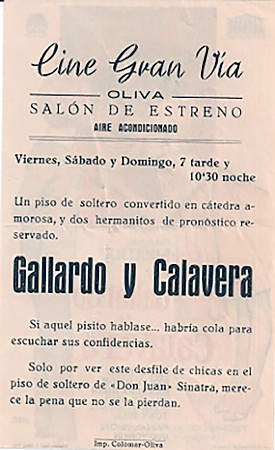 Cine Gran Vía
OLIVA
SALÓN DE ESTRENO
AIRE ACONDICIONADO
Viernes, Sábado y Domingo, 7 tarde y
10'30 noche
Un piso de soltero convertido en cátedra a-
morosa, y dos hermanitos de pronóstico re-
servado.
Gallardo y Calavera
Si aquel pisito hablase... habría cola para
escuchar sus confidencias.
Solo por ver este desfile de chicas en el
piso de soltero de «Don Juan» Sinatra, mere-
ce la pena que no se la pierdan.
Imp. Colomar-Oliva